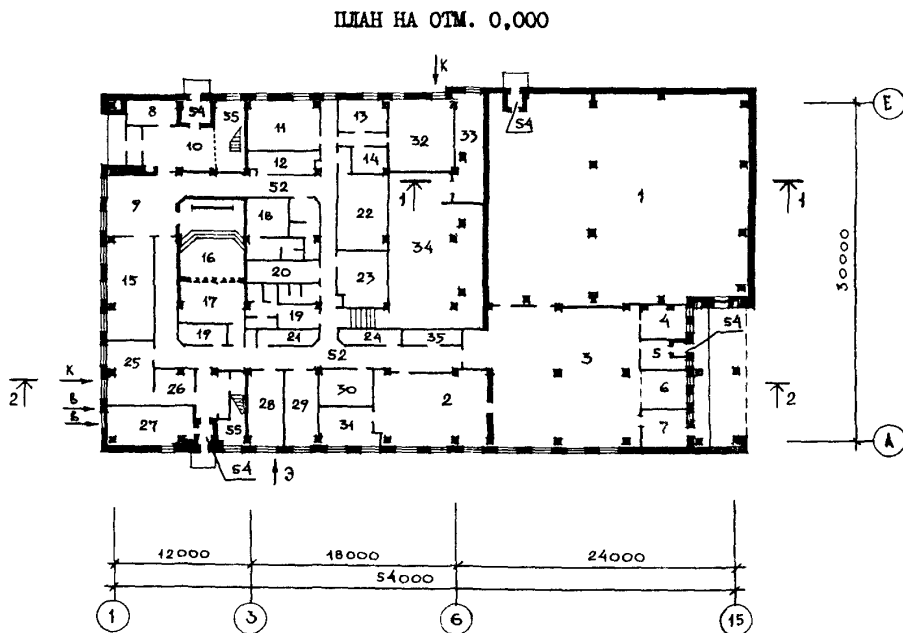 ПЛАН НА ОТМ. 0,000
К
8 54 35 11 13 32 33 54 Е
10 12 14
52 1 1 1
9 18 22
16 34
15 20 23 30000
17 19 4 54
19 21 24 35 5
52 3
25 30 6
2 К 26 28 29 2 2
В
В 27 35 31 7
54 Э А
12000 18000 24000
54000
1 3 6 15